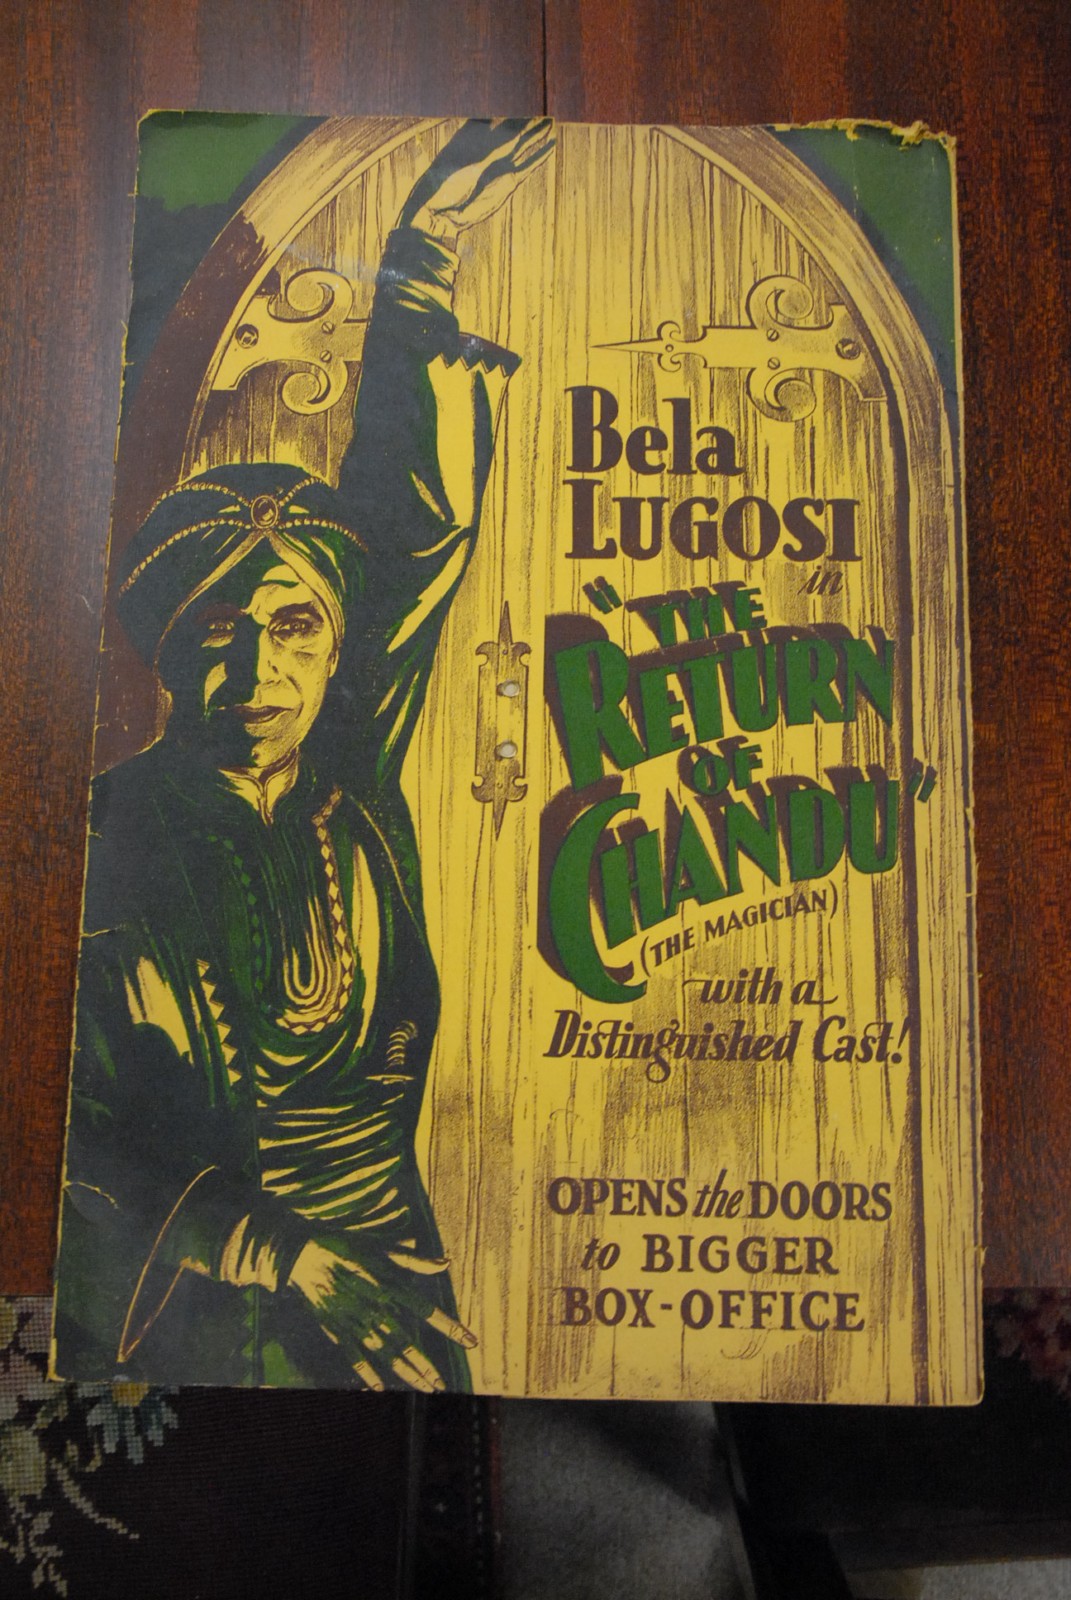 Bela
LUGOSI
in
"THE
RETURN
OF
CHANDU"
(THE MAGICIAN)
with a
Distinguished Cast!
OPENS the DOORS
to BIGGER
BOX-OFFICE